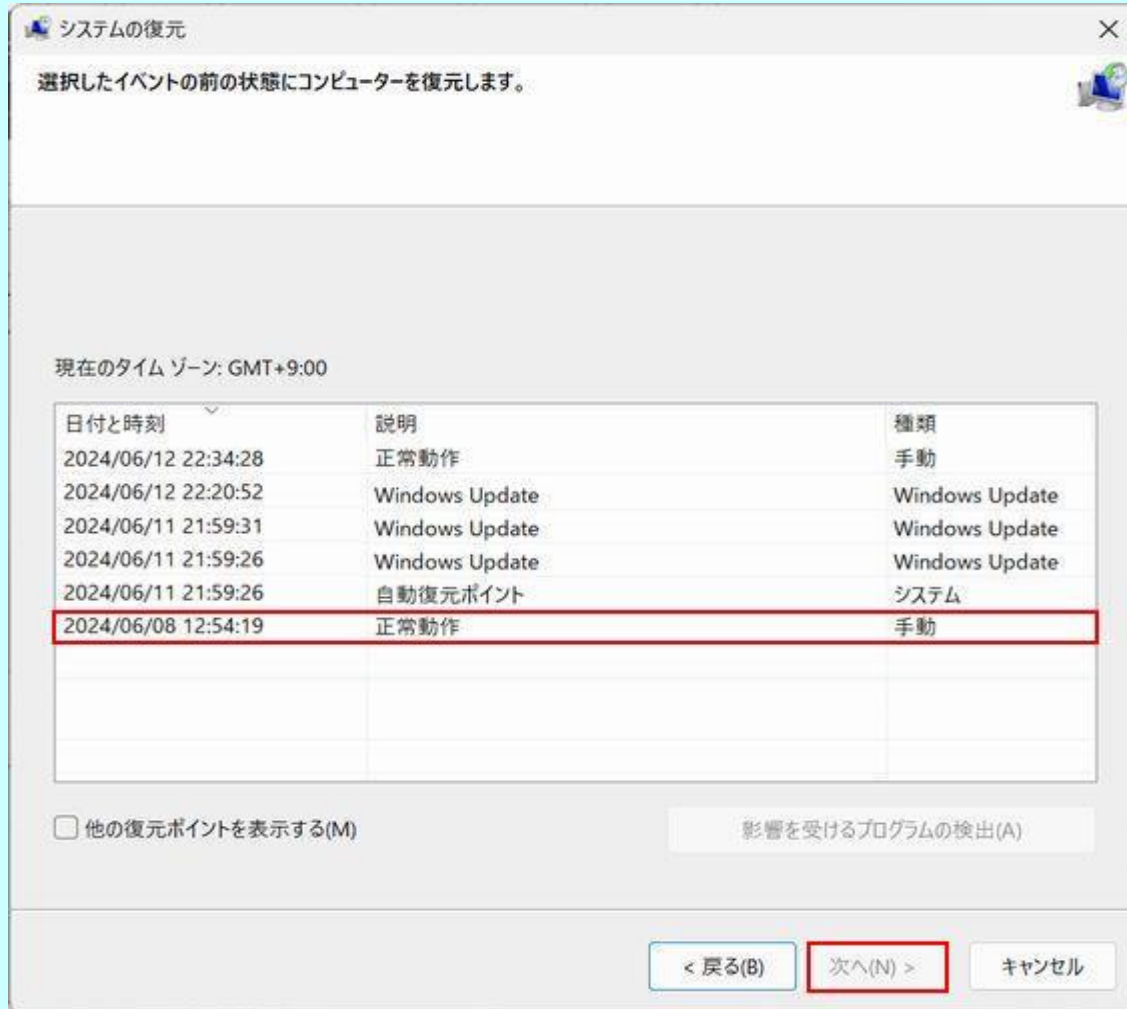 システムの復元
選択したイベントの前の状態にコンピューターを復元します。
現在のタイム ゾーン: GMT+9:00
日付と時刻 説明 種類
2024/06/12 22:34:28 正常動作 手動
2024/06/12 22:20:52 Windows Update Windows Update
2024/06/11 21:59:31 Windows Update Windows Update
2024/06/11 21:59:26 Windows Update Windows Update
2024/06/11 21:59:26 自動復元ポイント システム
2024/06/08 12:54:19 正常動作 手動
他の復元ポイントを表示する(M) 影響を受けるプログラムの検出(A)
< 戻る(B) 次へ(N) > キャンセル